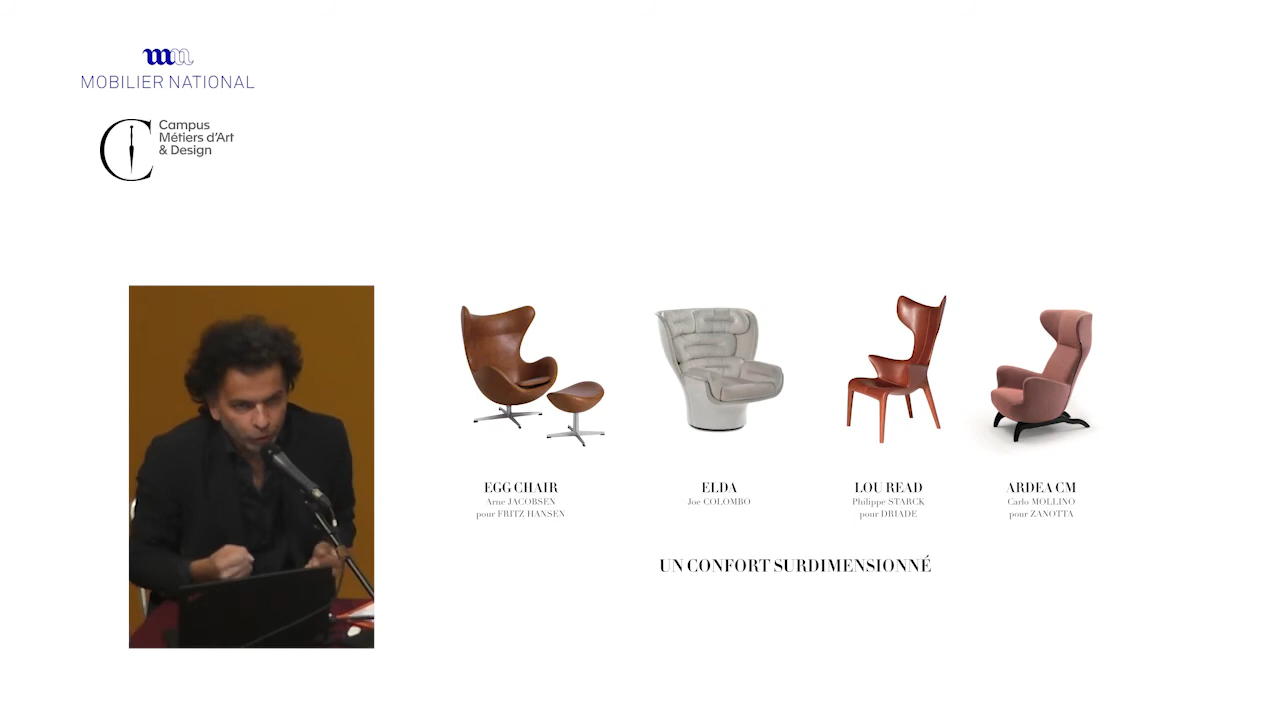 MOBILIER NATIONAL
Campus
Métiers d'Art
& Design
EGG CHAIR
Arne JACOBSEN
pour FRITZ HANSEN
ELDA
Joe COLOMBO
LOU READ
Philippe STARCK
pour DRIADE
ARDEA CM
Carlo MOLLINO
pour ZANOTTA
UN CONFORT SURDIMENSIONNÉ